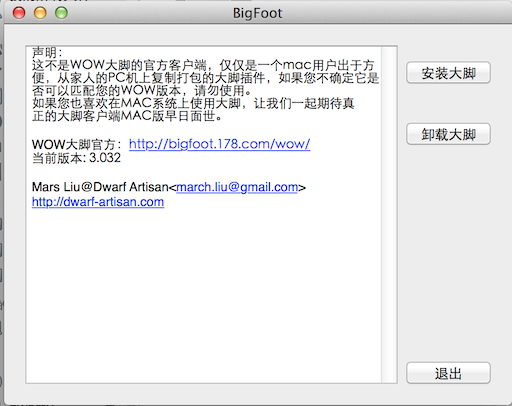 BigFoot
声明：
这不是WOW大脚的官方客户端，仅仅是一个mac用户出于方
便，从家人的PC机上复制打包的大脚插件，如果您不确定它是
否可以匹配您的WOW版本，请勿使用。
如果您也喜欢在MAC系统上使用大脚，让我们一起期待真
正的大脚客户端MAC版早日面世。
WOW大脚官方：http://bigfoot.178.com/wow/
当前版本: 3.032
Mars Liu@Dwarf Artisan<march.liu@gmail.com>
http://dwarf-artisan.com
安装大脚
卸载大脚
退出